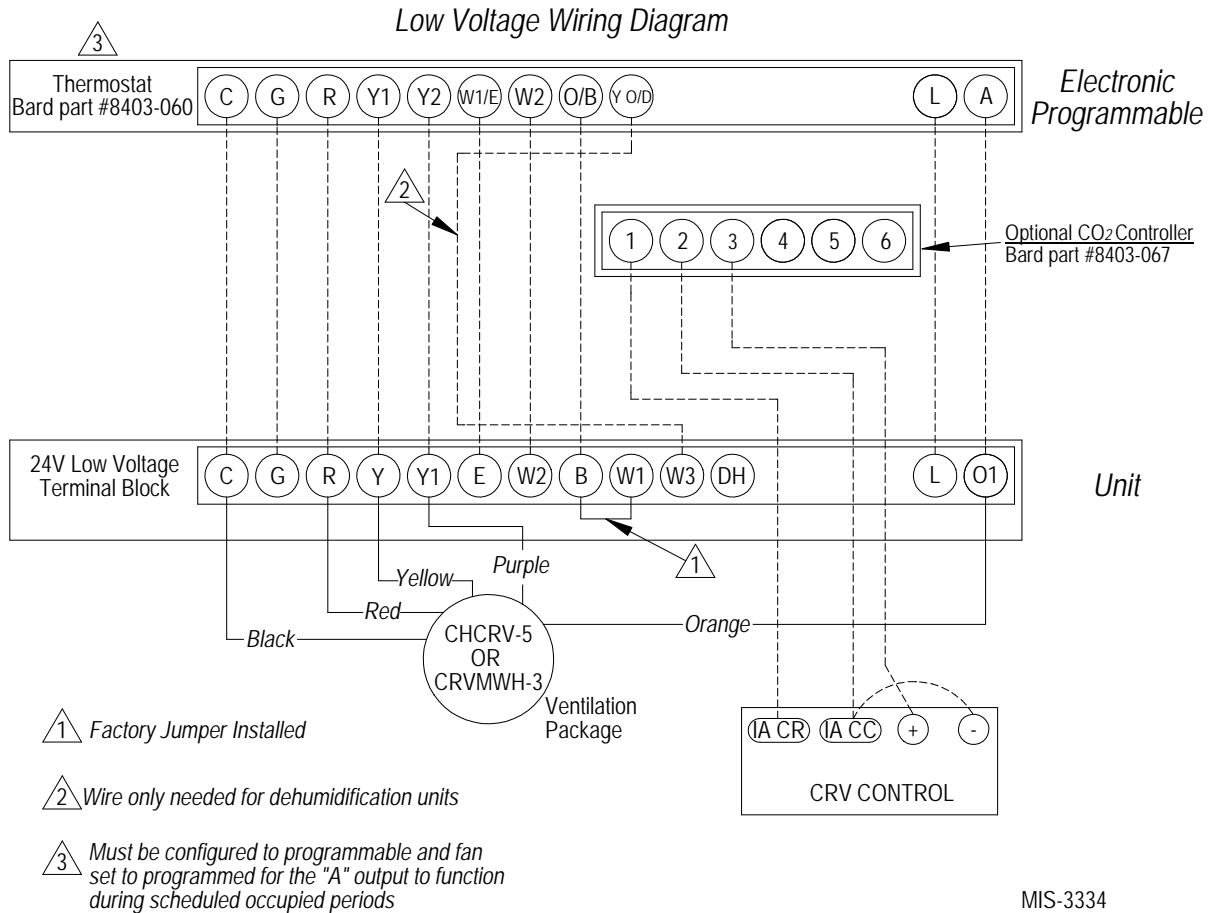 Low Voltage Wiring Diagram
3
Thermostat
Bard part #8403-060
C G R Y1 Y2 W1/E W2 O/B Y O/D L A
Electronic
Programmable
2
1 2 3 4 5 6
Optional CO2 Controller
Bard part #8403-067
24V Low Voltage
Terminal Block
C G R Y Y1 E W2 B W1 W3 DH L O1
Unit
1
Purple
Yellow
Red
Orange
Black
CHCRV-5
OR
CRVMWH-3
Ventilation
Package
IA CR IA CC + -
CRV CONTROL
1 Factory Jumper Installed
2 Wire only needed for dehumidification units
3 Must be configured to programmable and fan
set to programmed for the "A" output to function
during scheduled occupied periods
MIS-3334